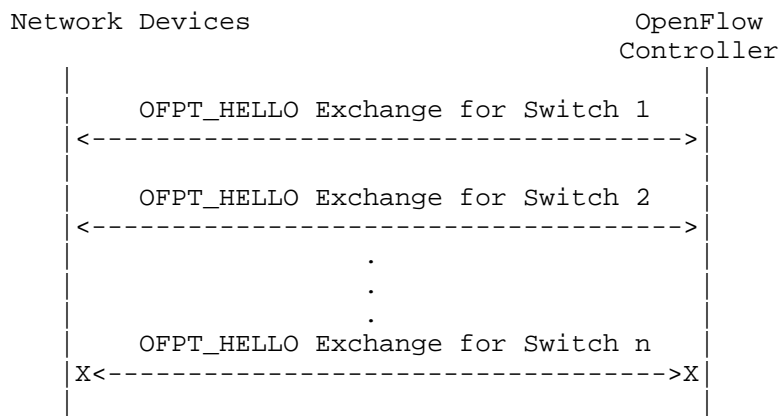 Network Devices OpenFlow
Controller
OFPT_HELLO Exchange for Switch 1
|<------------------------------------->|
OFPT_HELLO Exchange for Switch 2
|<------------------------------------->|
.
.
.
OFPT_HELLO Exchange for Switch n
|X<----------------------------------->X|